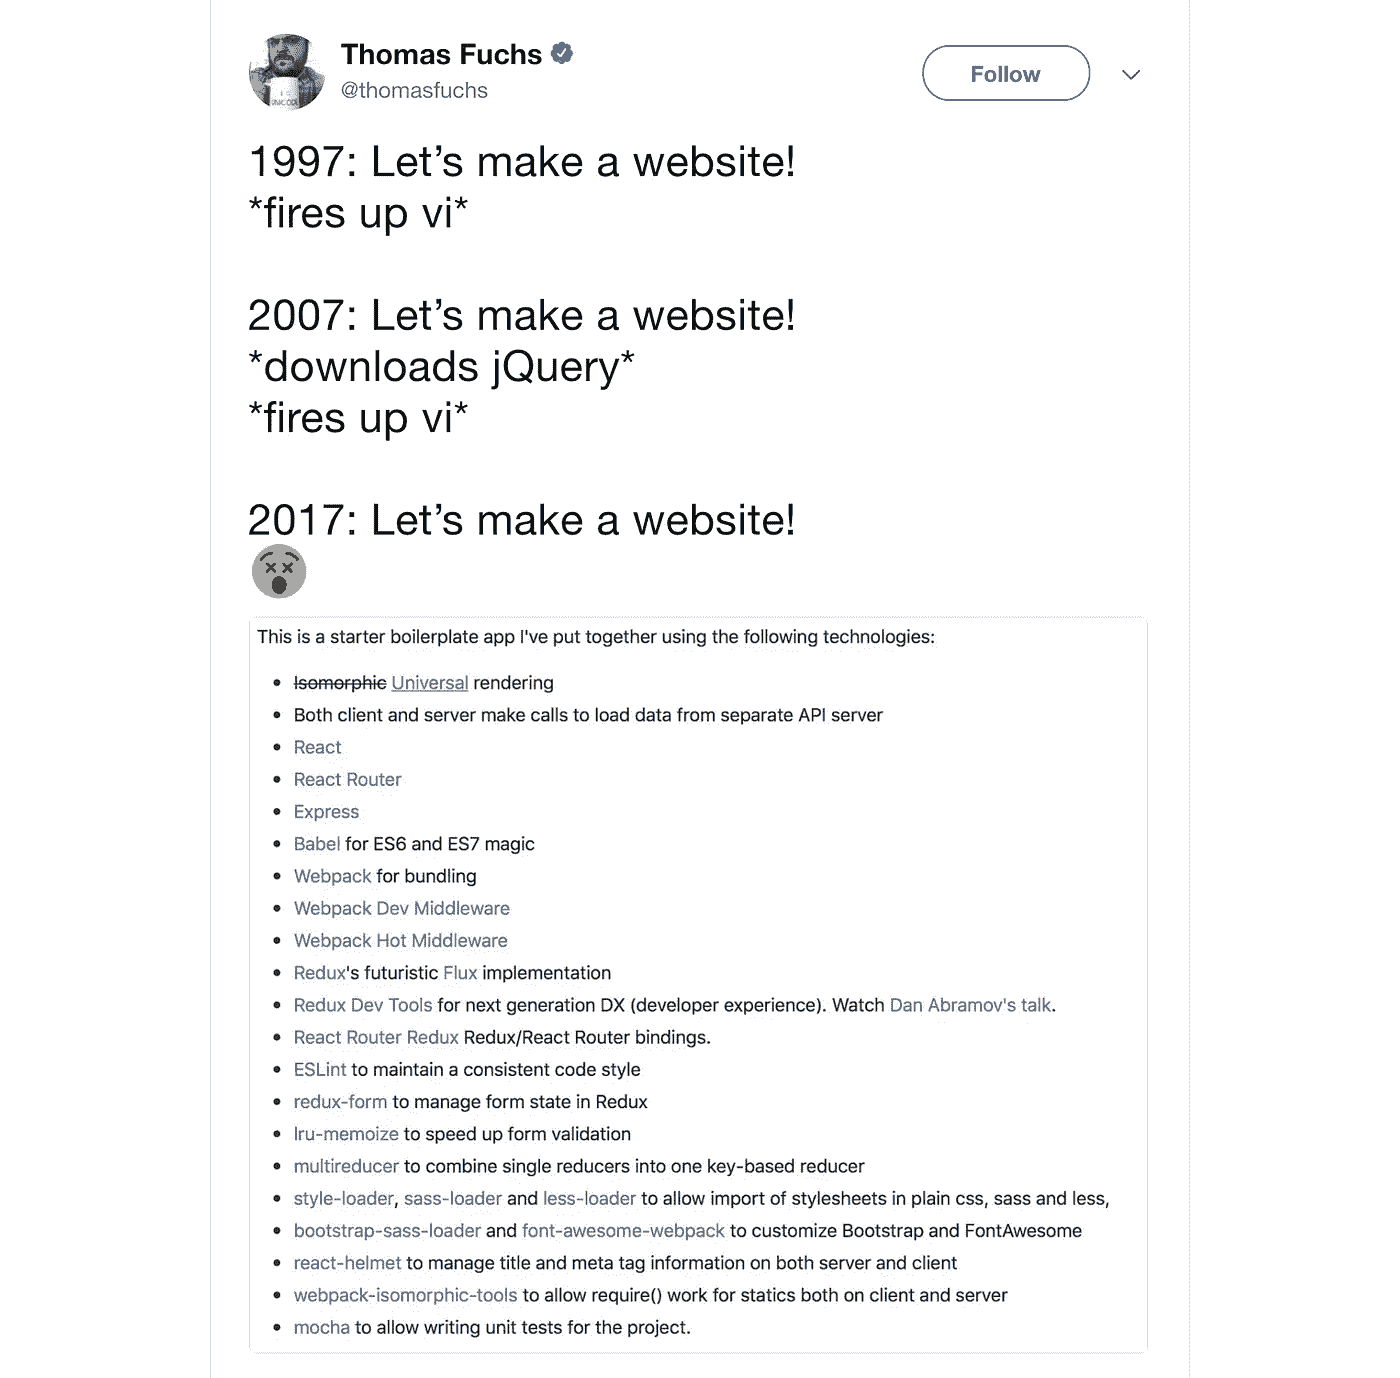 Thomas Fuchs
@thomasfuchs
Follow
1997: Let’s make a website!
*fires up vi*
2007: Let’s make a website!
*downloads jQuery*
*fires up vi*
2017: Let’s make a website!
This is a starter boilerplate app I've put together using the following technologies:
• Isomorphic Universal rendering
• Both client and server make calls to load data from separate API server
• React
• React Router
• Express
• Babel for ES6 and ES7 magic
• Webpack for bundling
• Webpack Dev Middleware
• Webpack Hot Middleware
• Redux's futuristic Flux implementation
• Redux Dev Tools for next generation DX (developer experience). Watch Dan Abramov's talk.
• React Router Redux Redux/React Router bindings.
• ESLint to maintain a consistent code style
• redux-form to manage form state in Redux
• lru-memoize to speed up form validation
• multireducer to combine single reducers into one key-based reducer
• style-loader, sass-loader and less-loader to allow import of stylesheets in plain css, sass and less,
• bootstrap-sass-loader and font-awesome-webpack to customize Bootstrap and FontAwesome
• react-helmet to manage title and meta tag information on both server and client
• webpack-isomorphic-tools to allow require() work for statics both on client and server
• mocha to allow writing unit tests for the project.